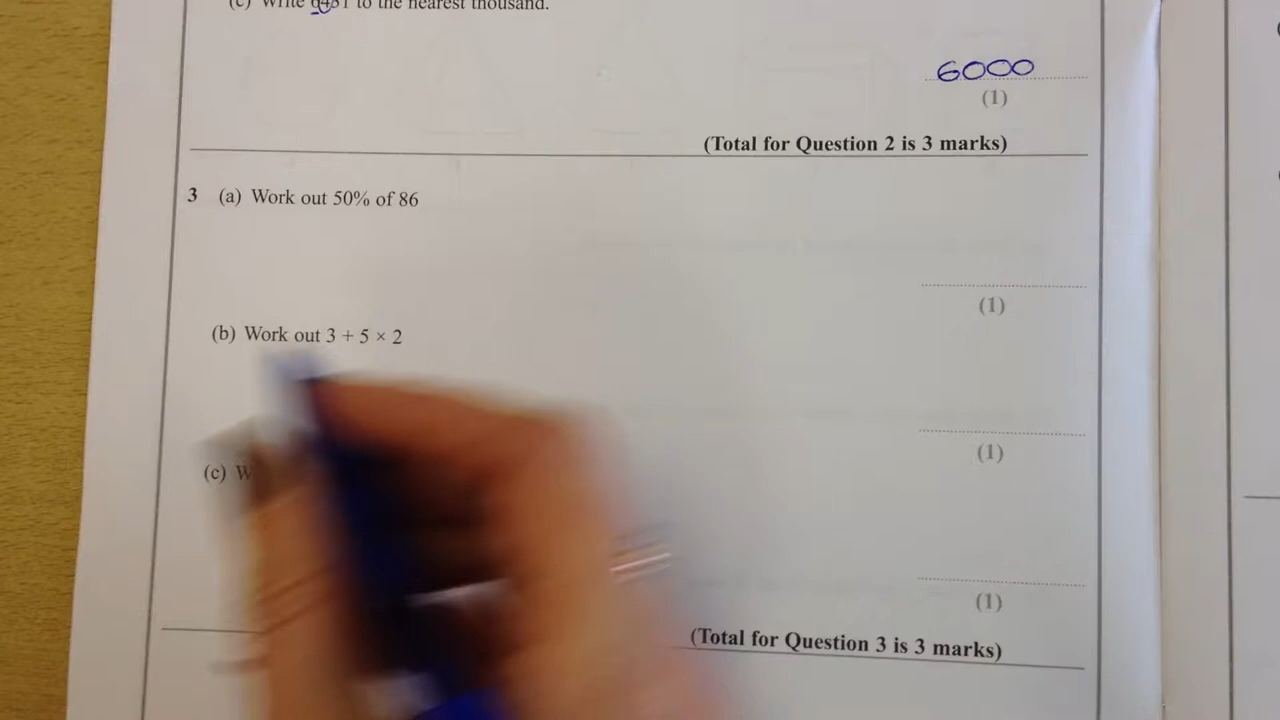 (c) Write to the nearest thousand.
6000
(1)
(Total for Question 2 is 3 marks)
3 (a) Work out 50% of 86
(1)
(b) Work out 3 + 5 × 2
(1)
(c) W
(1)
(Total for Question 3 is 3 marks)